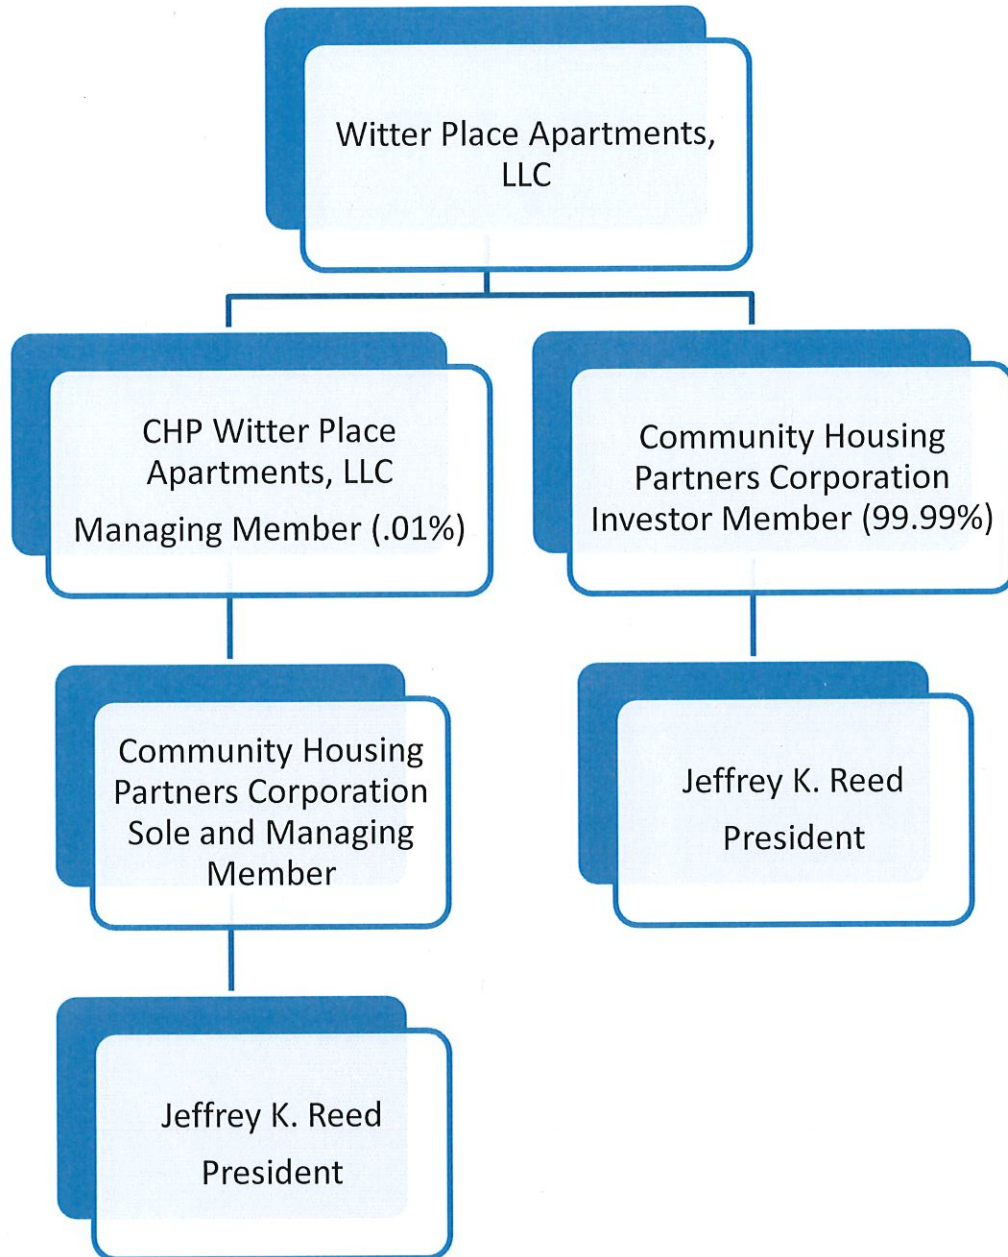 Witter Place Apartments,
LLC
CHP Witter Place
Apartments, LLC
Managing Member (.01%)
Community Housing
Partners Corporation
Investor Member (99.99%)
Community Housing
Partners Corporation
Sole and Managing
Member
Jeffrey K. Reed
President
Jeffrey K. Reed
President